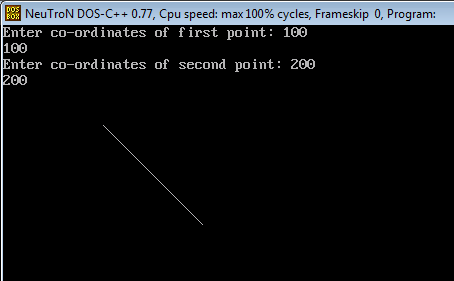 DOS BOX
NeuTroN DOS-C++ 0.77, Cpu speed: max 100% cycles, Frameskip 0, Program:
Enter co-ordinates of first point: 100
100
Enter co-ordinates of second point: 200
200